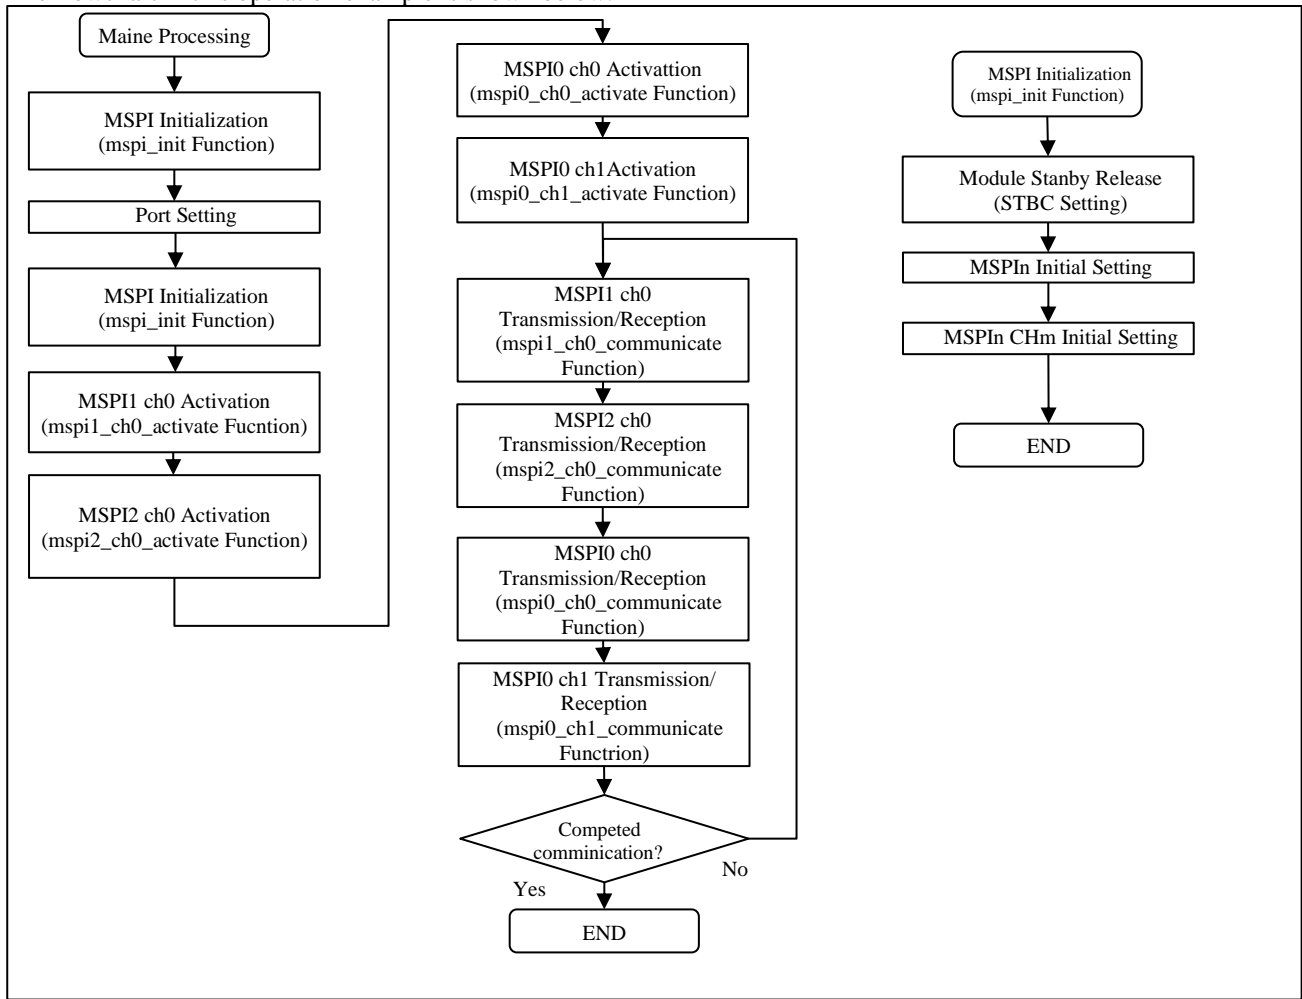 Maine Processing
MSPI Initialization
(mspi_init Function)
Port Setting
MSPI Initialization
(mspi_init Function)
MSPI1 ch0 Activation
(mspi1_ch0_activate Fucntion)
MSPI2 ch0 Activation
(mspi2_ch0_activate Function)
MSPI0 ch0 Activattion
(mspi0_ch0_activate Function)
MSPI0 ch1Activation
(mspi0_ch1_activate Function)
MSPI1 ch0
Transmission/Reception
(mspi1_ch0_communicate
Function)
MSPI2 ch0
Transmission/Reception
(mspi2_ch0_communicate
Function)
MSPI0 ch0
Transmission/Reception
(mspi0_ch0_communicate
Function)
MSPI0 ch1 Transmission/
Reception
(mspi0_ch1_communicate
Functrion)
Competed
comminication?
No
Yes
END
MSPI Initialization
(mspi_init Function)
Module Stanby Release
(STBC Setting)
MSPIn Initial Setting
MSPIn CHm Initial Setting
END